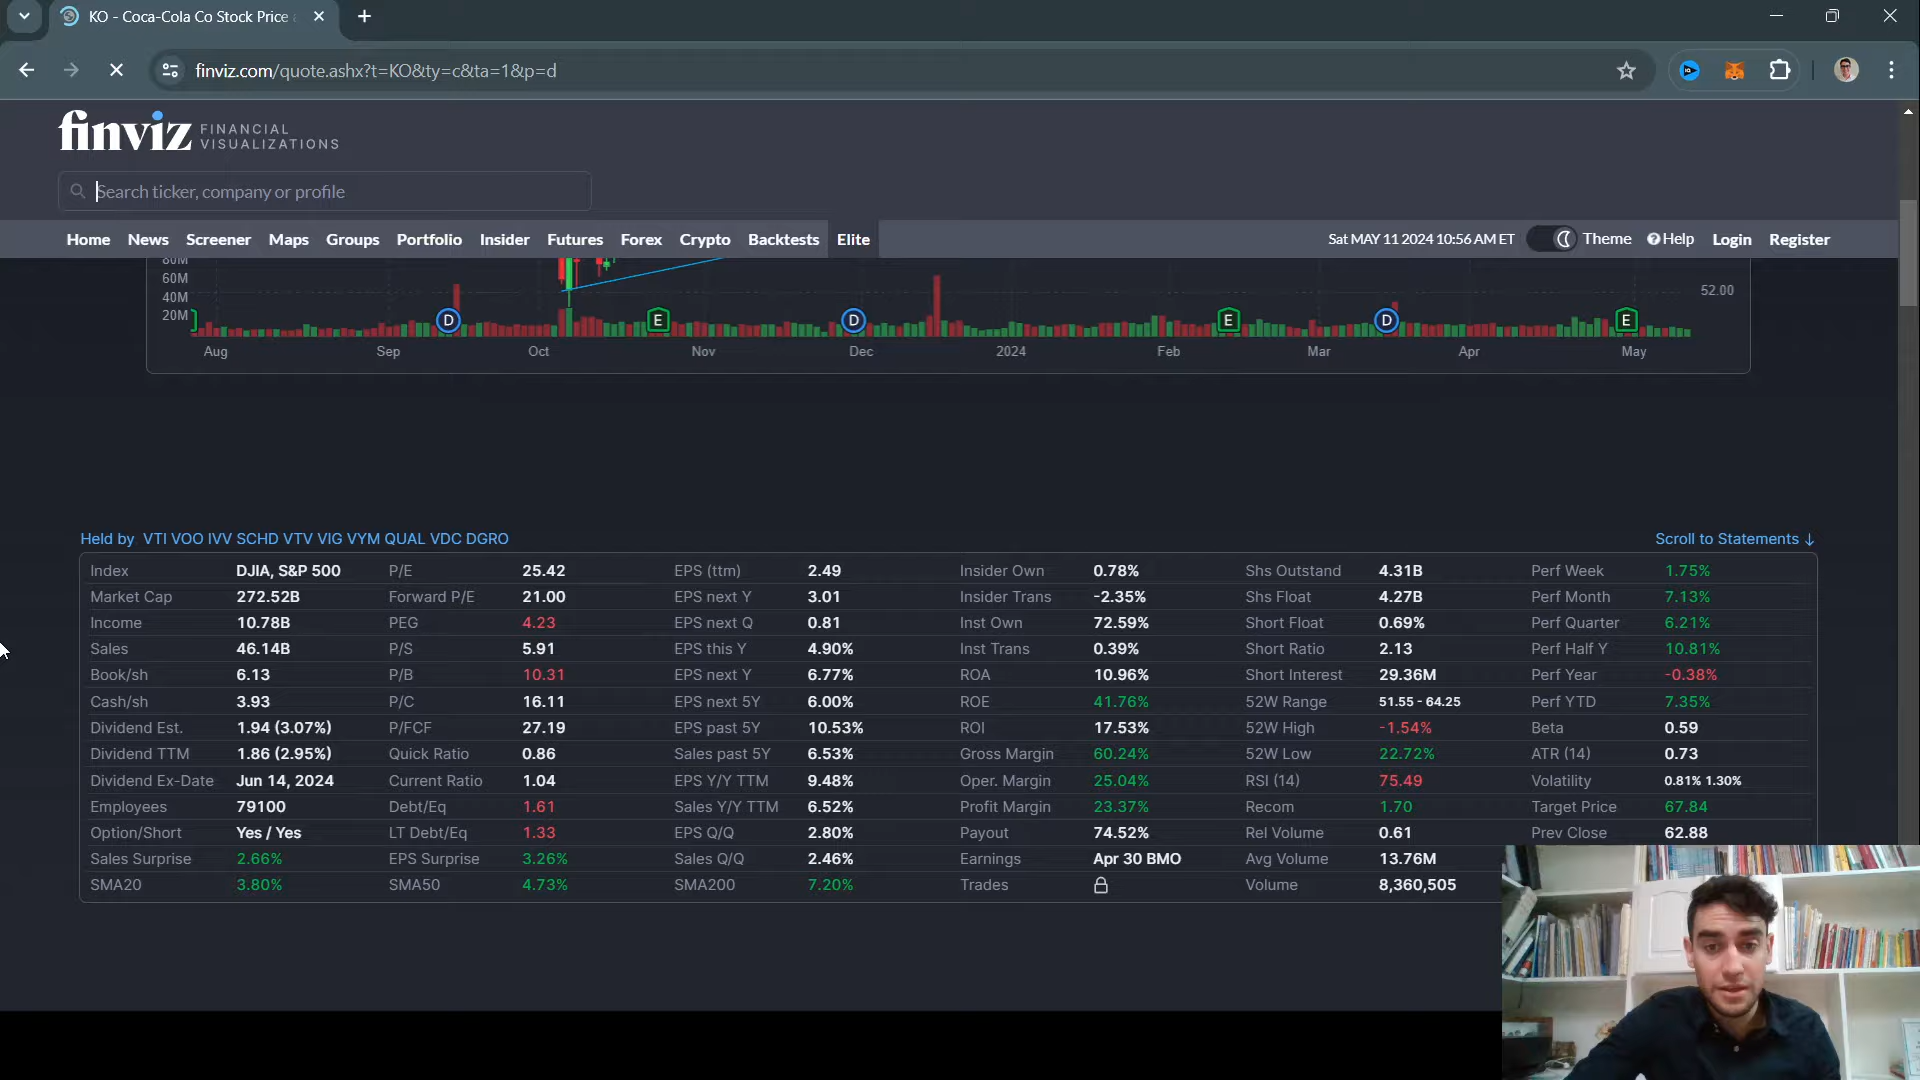 KO - Coca-Cola Co Stock Price
finviz.com/quote.ashx?t=KO&ty=c&ta=1&p=d
finviz FINANCIAL VISUALIZATIONS
Search ticker, company or profile
Home News Screener Maps Groups Portfolio Insider Futures Forex Crypto Backtests Elite Sat MAY 11 2024 10:56 AM ET Theme Help Login Register
80M
60M
40M 52.00
20M D E D E D E
Aug Sep Oct Nov Dec 2024 Feb Mar Apr May
Held by VTI VOO IVV SCHD VTV VIG VYM QUAL VDC DGRO Scroll to Statements ↓
Index DJIA, S&P 500 P/E 25.42 EPS (ttm) 2.49 Insider Own 0.78% Shs Outstand 4.31B Perf Week 1.75%
Market Cap 272.52B Forward P/E 21.00 EPS next Y 3.01 Insider Trans -2.35% Shs Float 4.27B Perf Month 7.13%
Income 10.78B PEG 4.23 EPS next Q 0.81 Inst Own 72.59% Short Float 0.69% Perf Quarter 6.21%
Sales 46.14B P/S 5.91 EPS this Y 4.90% Inst Trans 0.39% Short Ratio 2.13 Perf Half Y 10.81%
Book/sh 6.13 P/B 10.31 EPS next Y 6.77% ROA 10.96% Short Interest 29.36M Perf Year -0.38%
Cash/sh 3.93 P/C 16.11 EPS next 5Y 6.00% ROE 41.76% 52W Range 51.55 - 64.25 Perf YTD 7.35%
Dividend Est. 1.94 (3.07%) P/FCF 27.19 EPS past 5Y 10.53% ROI 17.53% 52W High -1.54% Beta 0.59
Dividend TTM 1.86 (2.95%) Quick Ratio 0.86 Sales past 5Y 6.53% Gross Margin 60.24% 52W Low 22.72% ATR (14) 0.73
Dividend Ex-Date Jun 14, 2024 Current Ratio 1.04 EPS Y/Y TTM 9.48% Oper. Margin 25.04% RSI (14) 75.49 Volatility 0.81% 1.30%
Employees 79100 Debt/Eq 1.61 Sales Y/Y TTM 6.52% Profit Margin 23.37% Recom 1.70 Target Price 67.84
Option/Short Yes / Yes LT Debt/Eq 1.33 EPS Q/Q 2.80% Payout 74.52% Rel Volume 0.61 Prev Close 62.88
Sales Surprise 2.66% EPS Surprise 3.26% Sales Q/Q 2.46% Earnings Apr 30 BMO Avg Volume 13.76M
SMA20 3.80% SMA50 4.73% SMA200 7.20% Trades Volume 8,360,505